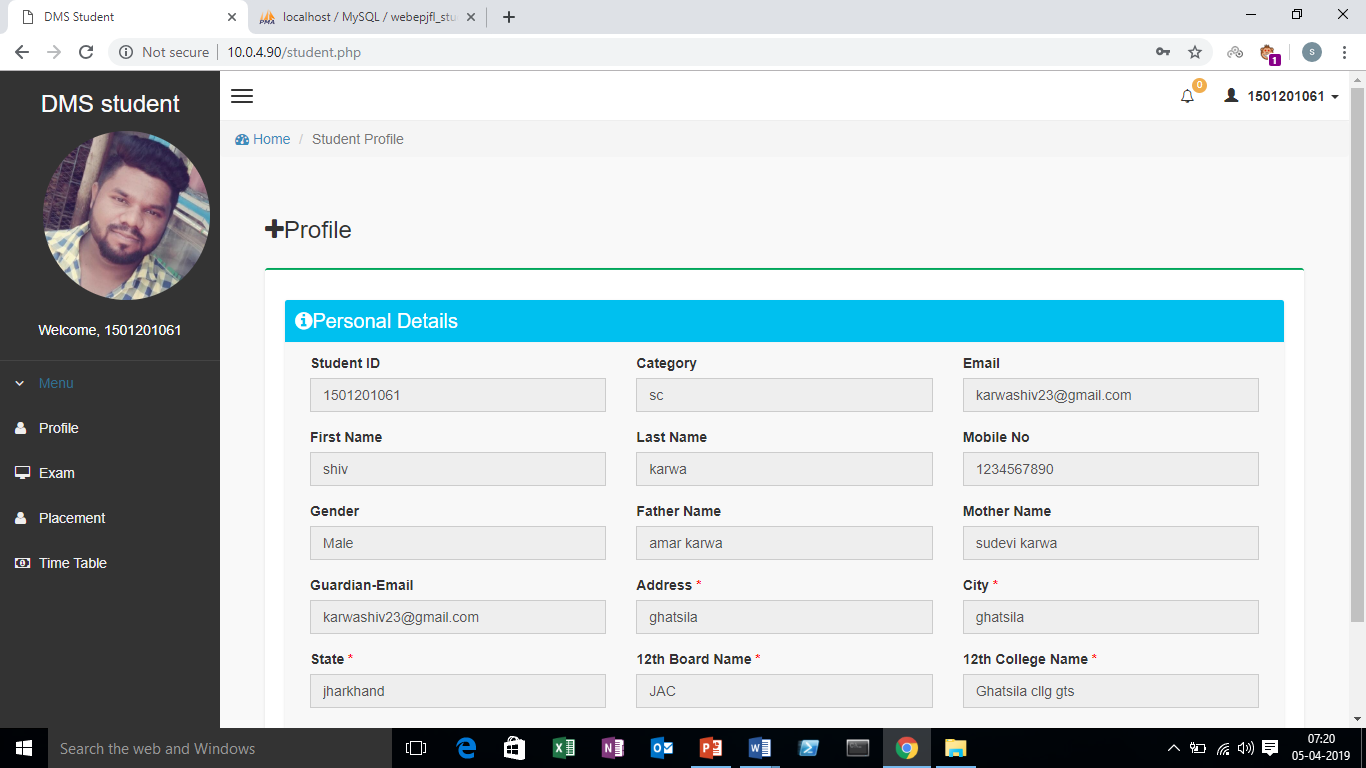 DMS Student
localhost / MySQL / webepjfl_stu
Not secure
10.0.4.90/student.php
1
S
DMS student
Welcome, 1501201061
Menu
Profile
Exam
Placement
Time Table
0
1501201061
Home / Student Profile
Profile
Personal Details
Student ID Category Email
1501201061 sc karwashiv23@gmail.com
First Name Last Name Mobile No
shiv karwa 1234567890
Gender Father Name Mother Name
Male amar karwa sudevi karwa
Guardian-Email Address * City *
karwashiv23@gmail.com ghatsila ghatsila
State * 12th Board Name * 12th College Name *
jharkhand JAC Ghatsila cllg gts
Search the web and Windows
07:20
05-04-2019